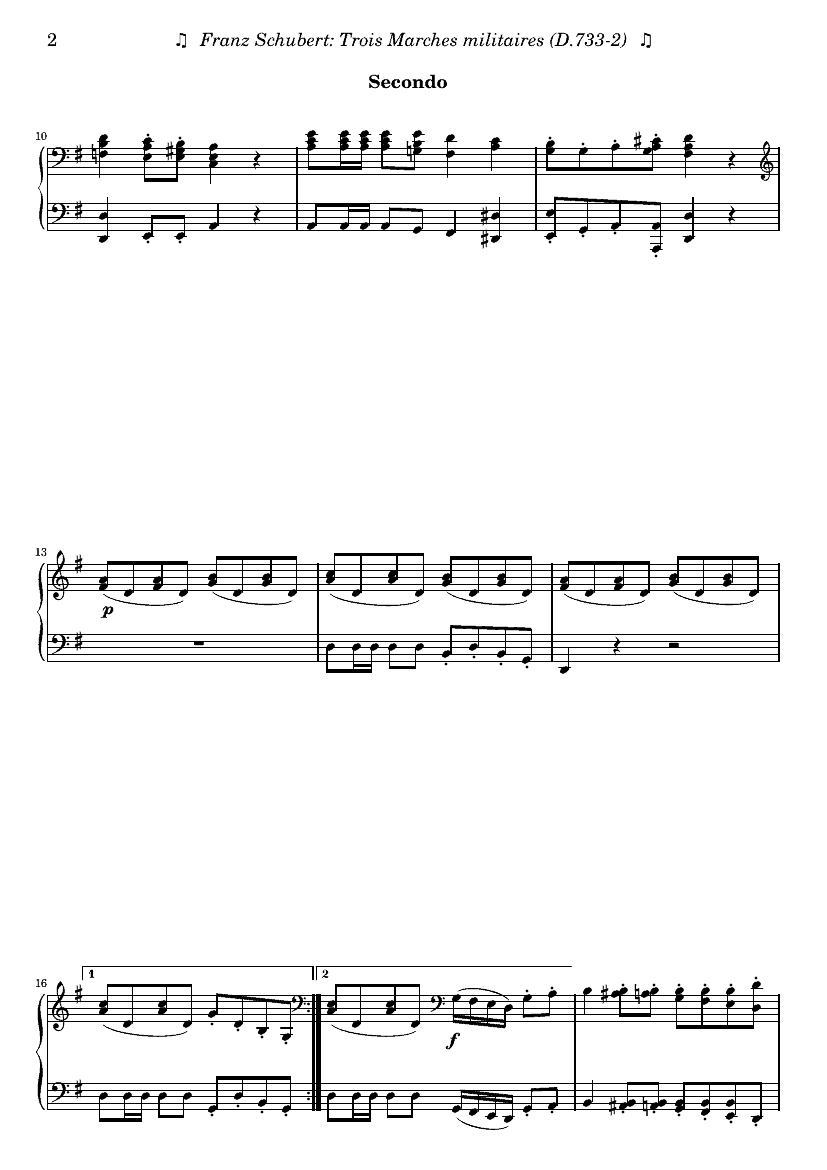 2
♫ Franz Schubert: Trois Marches militaires (D.733-2) ♫
Secondo
10
13
p
16
1
2
f